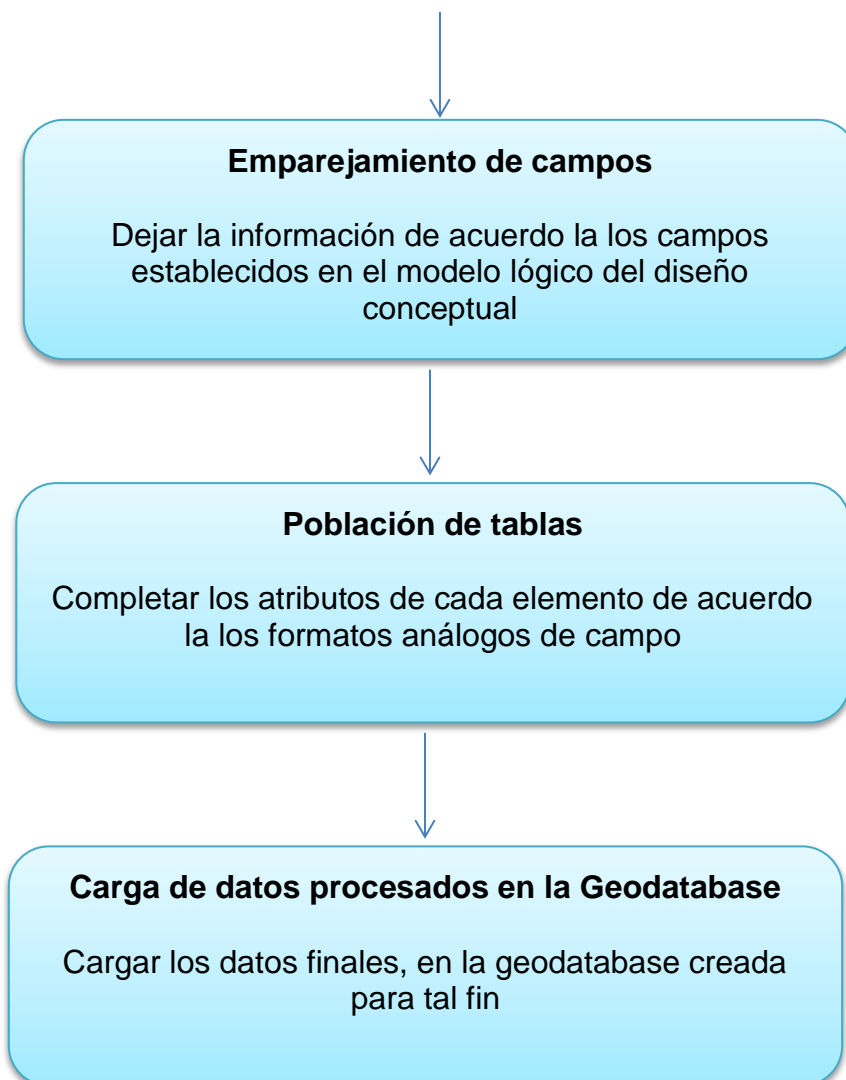 Emparejamiento de campos
Dejar la información de acuerdo la los campos
establecidos en el modelo lógico del diseño
conceptual
Población de tablas
Completar los atributos de cada elemento de acuerdo
la los formatos análogos de campo
Carga de datos procesados en la Geodatabase
Cargar los datos finales, en la geodatabase creada
para tal fin